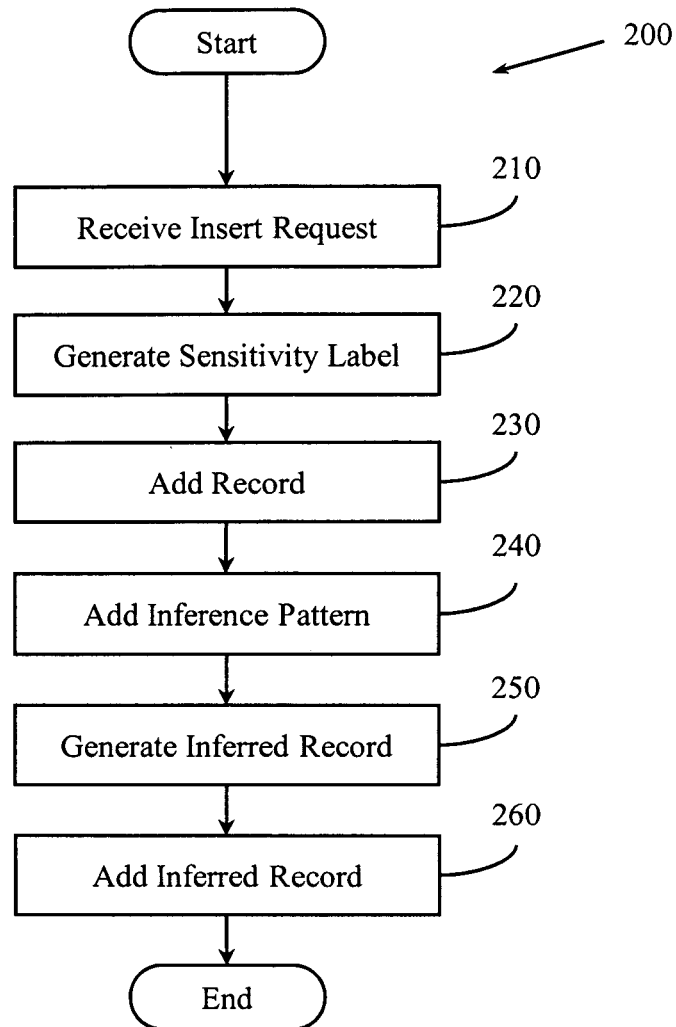 Start
200
210
Receive Insert Request
220
Generate Sensitivity Label
230
Add Record
240
Add Inference Pattern
250
Generate Inferred Record
260
Add Inferred Record
End